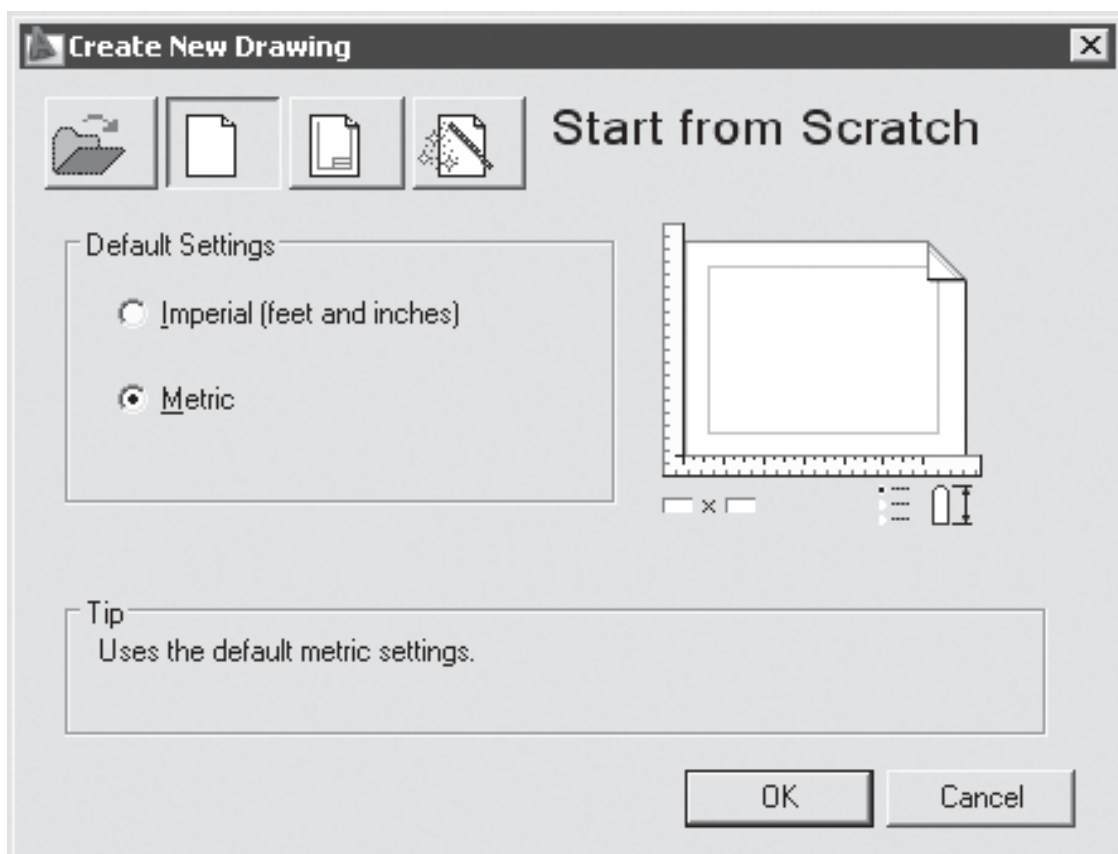 Create New Drawing
Start from Scratch
Default Settings
Imperial (feet and inches)
Metric
Tip
Uses the default metric settings.
OK
Cancel